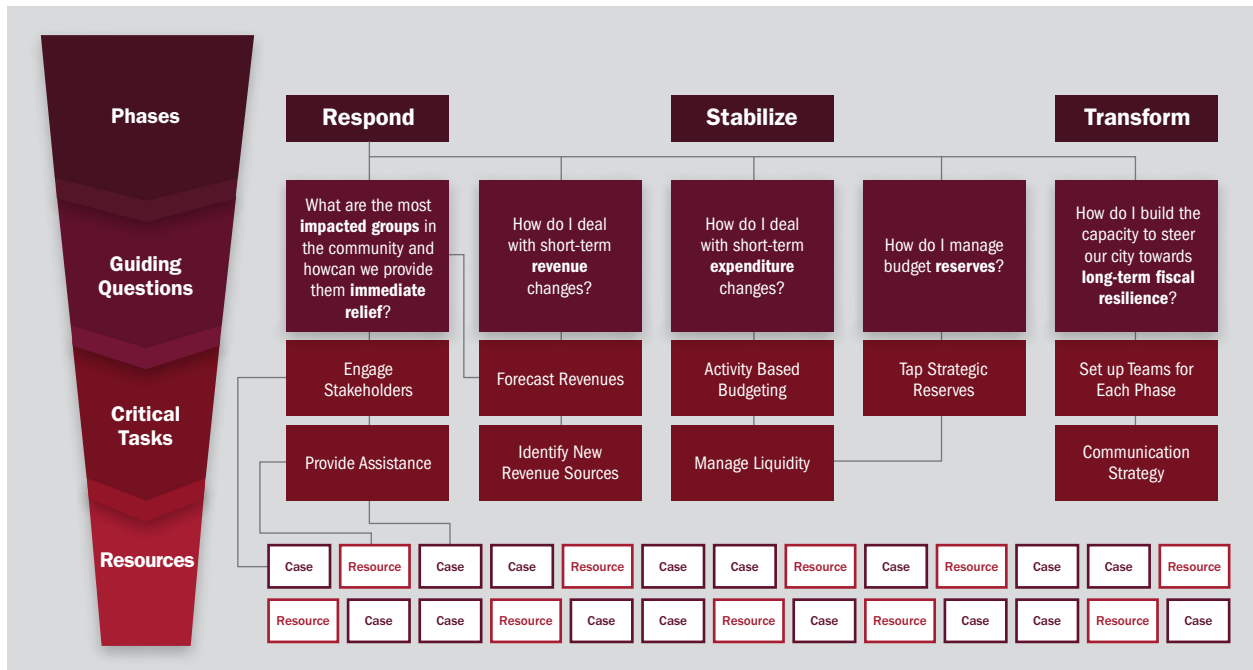 Phases
Respond
Stabilize
Transform
Guiding
Questions
What are the most
impacted groups in
the community and
howcan we provide
them immediate
relief?
How do I deal
with short-term
revenue
changes?
How do I deal
with short-term
expenditure
changes?
How do I manage
budget reserves?
How do I build the
capacity to steer
our city towards
long-term fiscal
resilience?
Critical
Tasks
Engage
Stakeholders
Forecast Revenues
Activity Based
Budgeting
Tap Strategic
Reserves
Set up Teams for
Each Phase
Provide Assistance
Identify New
Revenue Sources
Manage Liquidity
Communication
Strategy
Resources
Case Resource Case Case Resource Case Case Resource Case Resource Case Case Resource
Resource Case Case Resource Case Case Resource Case Resource Case Case Resource Case